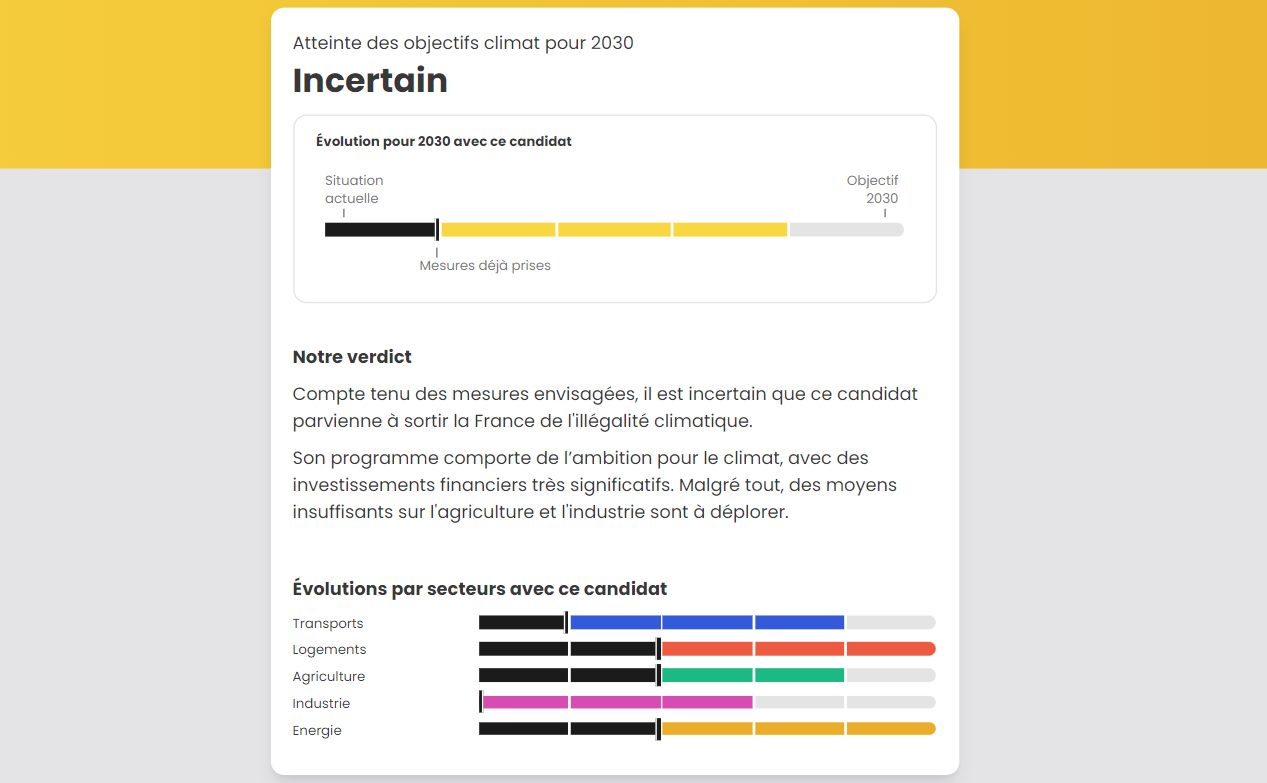 Atteinte des objectifs climat pour 2030
Incertain
Évolution pour 2030 avec ce candidat
Situation
actuelle
Objectif
2030
Mesures déjà prises
Notre verdict
Compte tenu des mesures envisagées, il est incertain que ce candidat
parvienne à sortir la France de l'illégalité climatique.
Son programme comporte de l’ambition pour le climat, avec des
investissements financiers très significatifs. Malgré tout, des moyens
insuffisants sur l'agriculture et l'industrie sont à déplorer.
Évolutions par secteurs avec ce candidat
Transports
Logements
Agriculture
Industrie
Energie